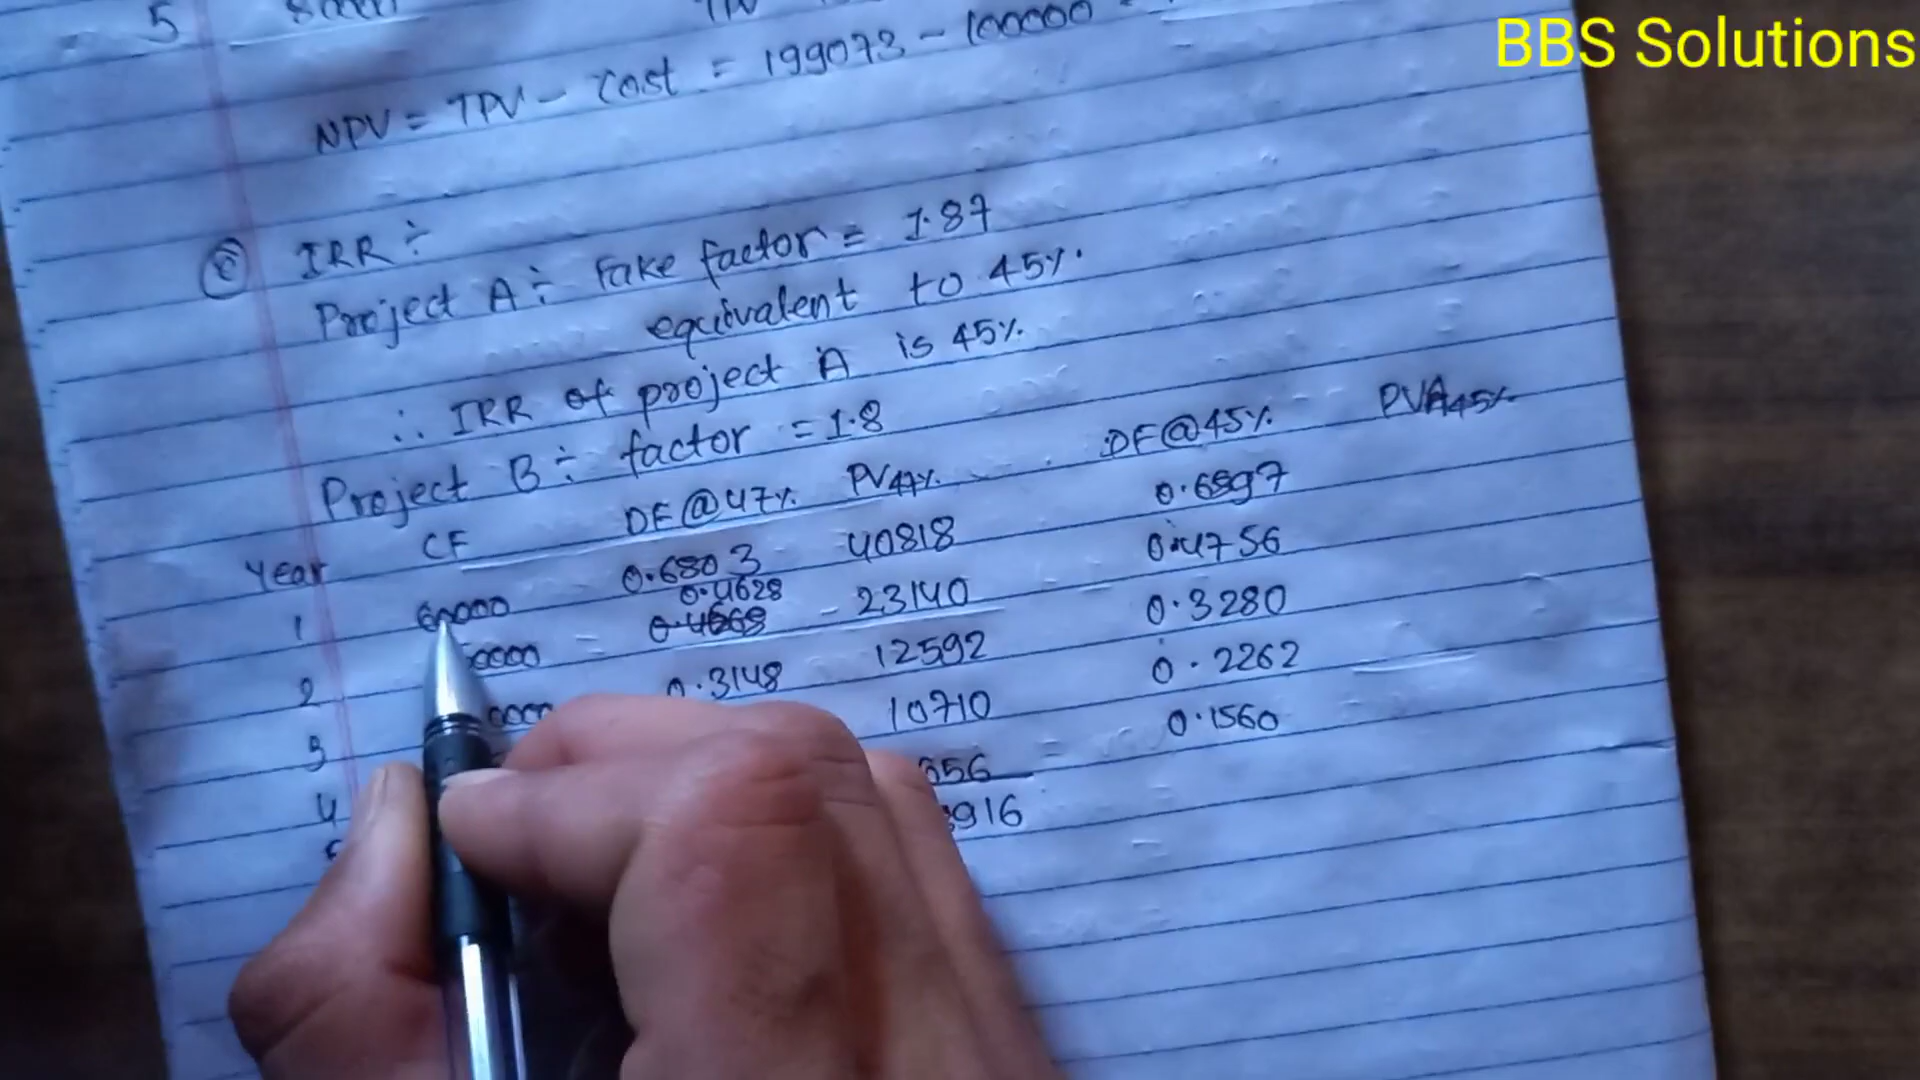 BBS Solutions
5
NPV = TPV - Cost = 199073 - 100000
© IRR ÷
Project A ÷ Fake factor = 1.87
equivalent to 45%.
∴ IRR of project A is 45%
Project B ÷ factor = 1.8
Year CF DF@47% PV47% DF@45% PVA45%
1 60000 0.6803 40818 0.6897
2 0000 0.4628 23140 0.4756
3 0000 0.3148 12592 0.3280
4 10710 0.2262
656 0.1560
916